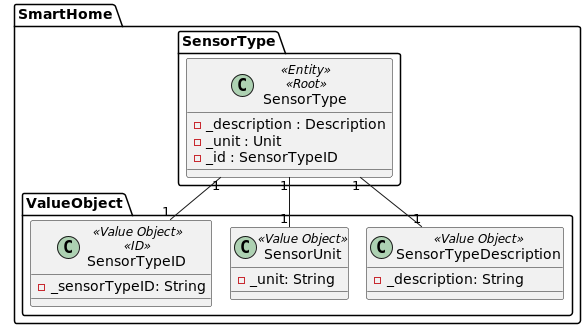 SmartHome
SensorType
«Entity»
«Root»
C
SensorType
_description : Description
_unit : Unit
_id : SensorTypeID
1 1 1
ValueObject
1 1 1
«Value Object»
«ID»
C
SensorTypeID
_sensorTypeID: String
«Value Object»
C
SensorUnit
_unit: String
«Value Object»
C
SensorTypeDescription
_description: String